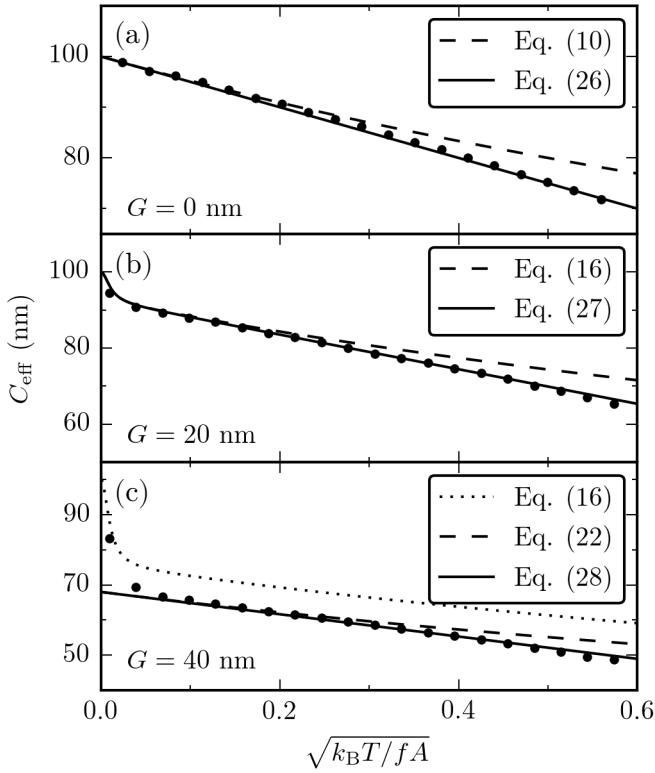 (a)
Eq. (10)
Eq. (26)
100
80
G = 0 nm
(b)
Eq. (16)
Eq. (27)
100
80
60
G = 20 nm
C_eff (nm)
(c)
Eq. (16)
Eq. (22)
Eq. (28)
90
70
50
G = 40 nm
0.0 0.2 0.4 0.6
√k_BT/fA